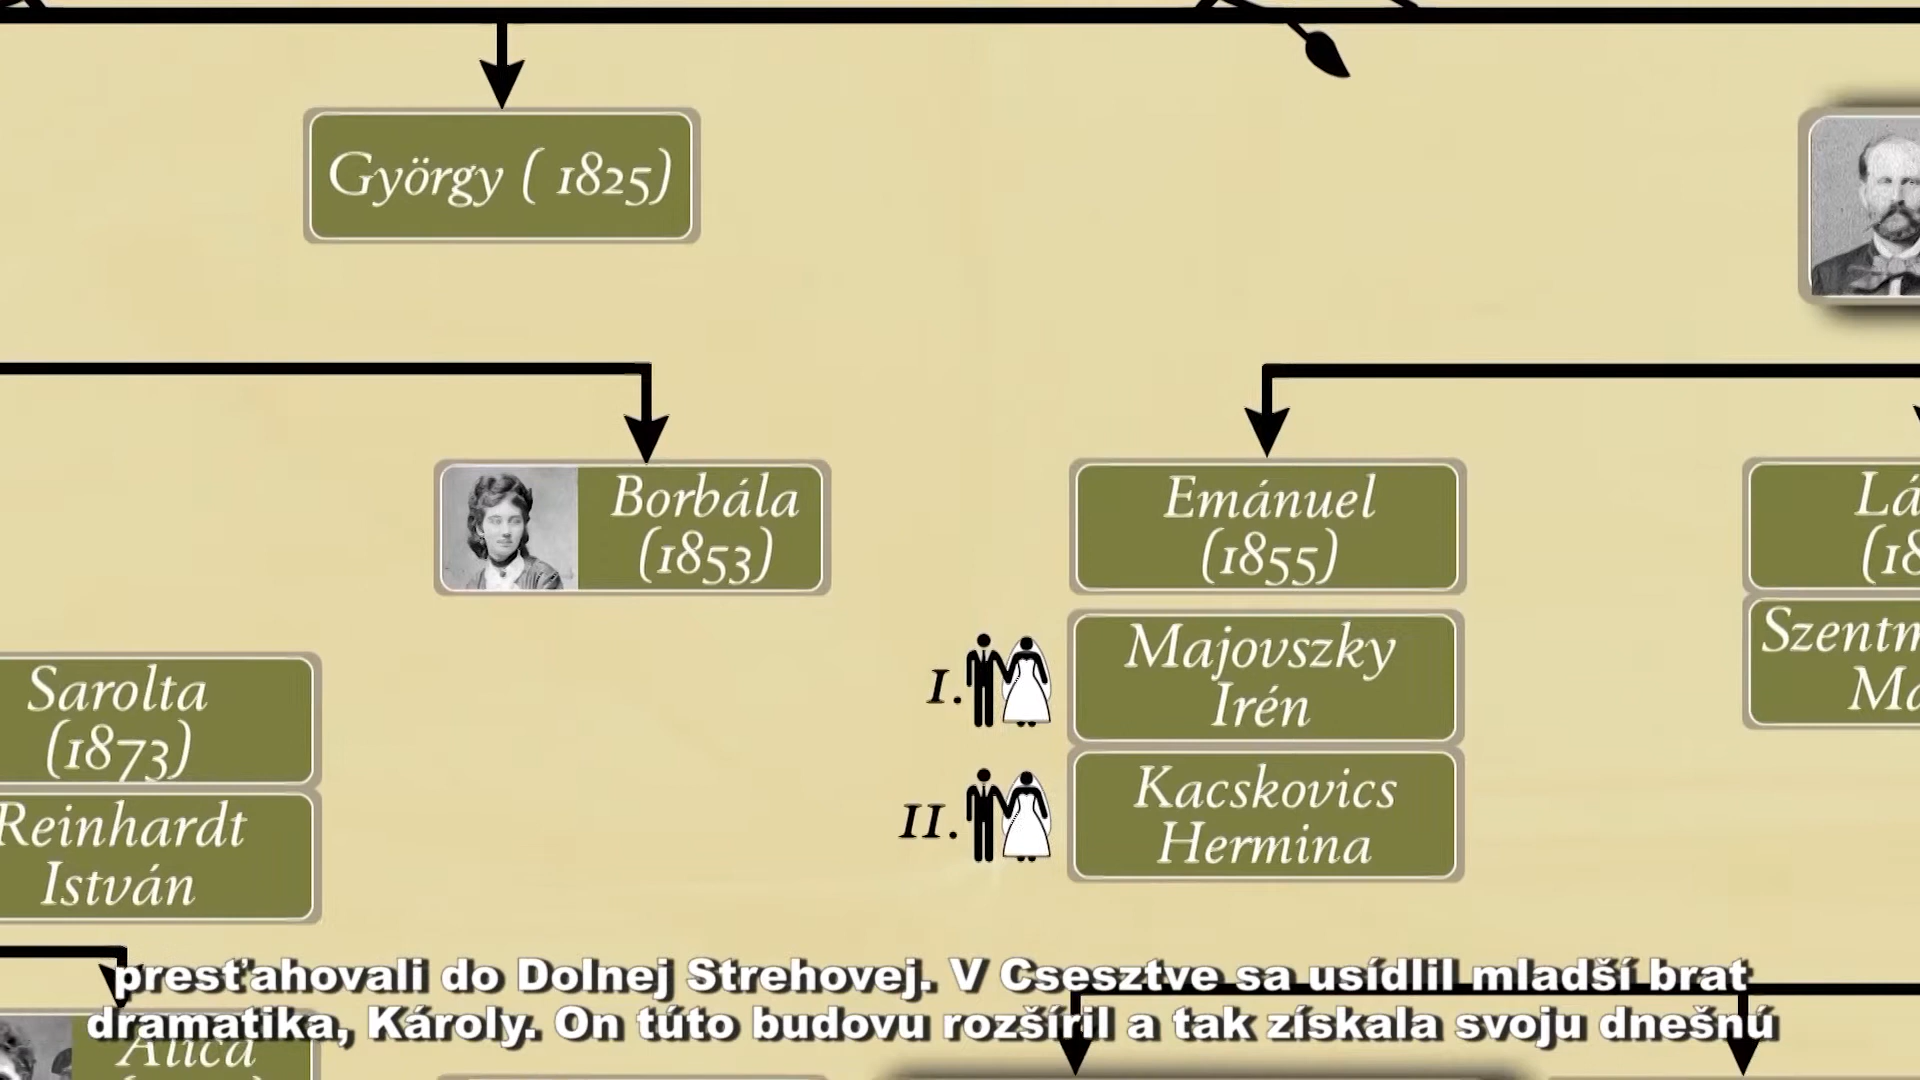 György ( 1825)
Borbála
(1853)
Emánuel
(1855)
I.
Majovszky
Irén
II.
Kacskovics
Hermina
Sarolta
(1873)
Reinhardt
István
Alica
presťahovali do Dolnej Strehovej. V Csesztve sa usídlil mladší brat
dramatika, Károly. On túto budovu rozšíril a tak získala svoju dnešnú